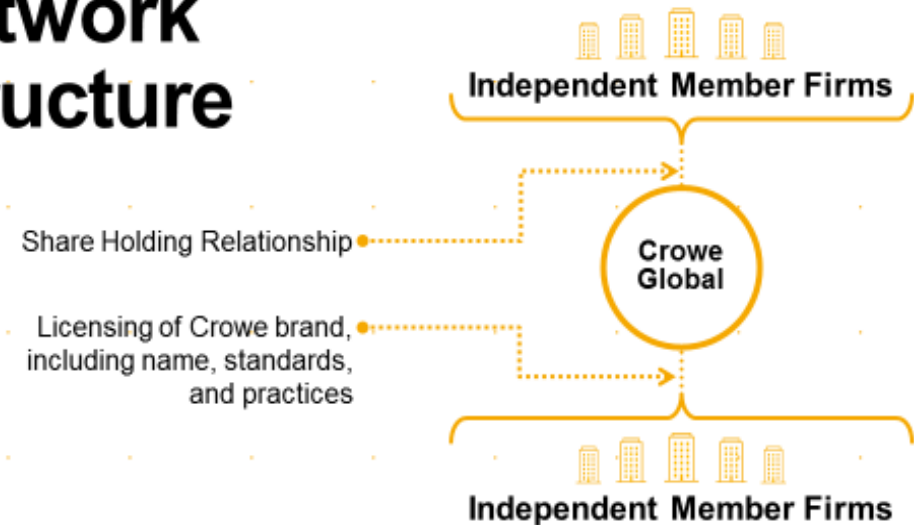 twork
ucture
Independent Member Firms
Share Holding Relationship
Crowe
Global
Licensing of Crowe brand,
including name, standards,
and practices
Independent Member Firms